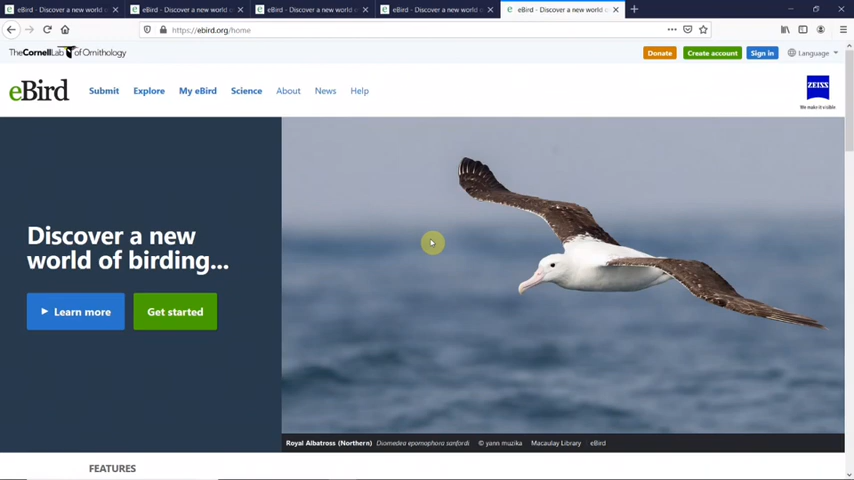 eBird - Discover a new world o
eBird - Discover a new world o
eBird - Discover a new world o
eBird - Discover a new world o
eBird - Discover a new world o
https://ebird.org/home
TheCornellLab of Ornithology
Donate
Create account
Sign in
Language
eBird
Submit
Explore
My eBird
Science
About
News
Help
ZEISS
We make it visible
Discover a new
world of birding...
Learn more
Get started
Royal Albatross (Northern) Diomedea epomophora sanfordi © yann muzika Macaulay Library eBird
FEATURES